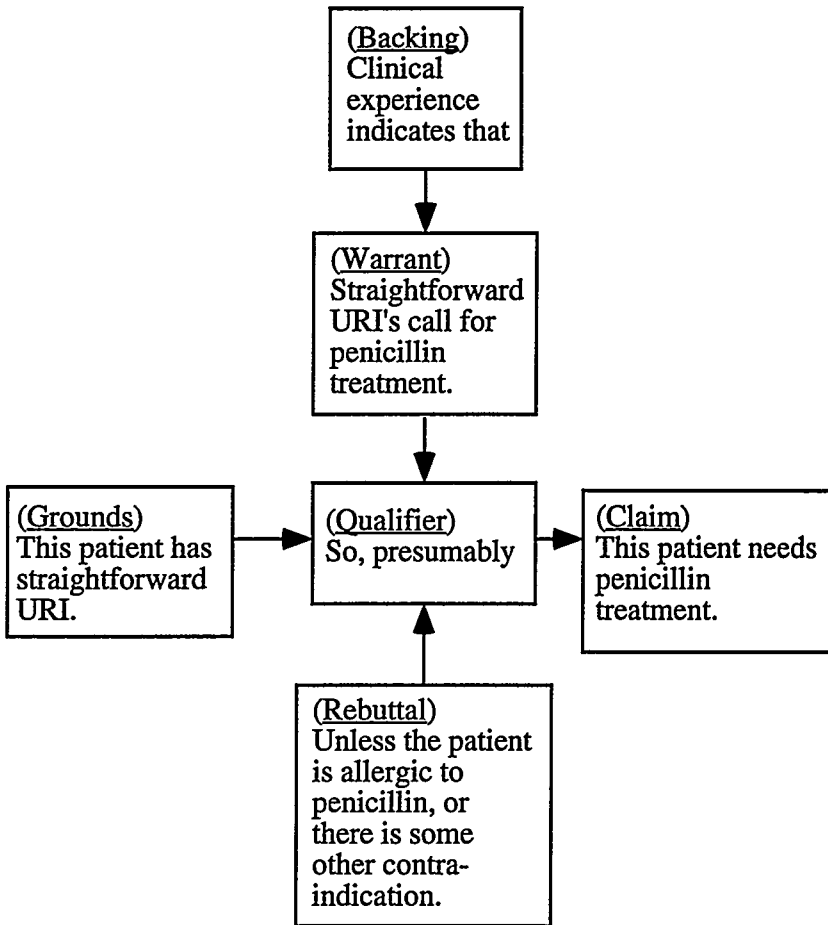 (Backing)
Clinical
experience
indicates that
(Warrant)
Straightforward
URI's call for
penicillin
treatment.
(Grounds)
This patient has
straightforward
URI.
(Qualifier)
So, presumably
(Claim)
This patient needs
penicillin
treatment.
(Rebuttal)
Unless the patient
is allergic to
penicillin, or
there is some
other contra-
indication.